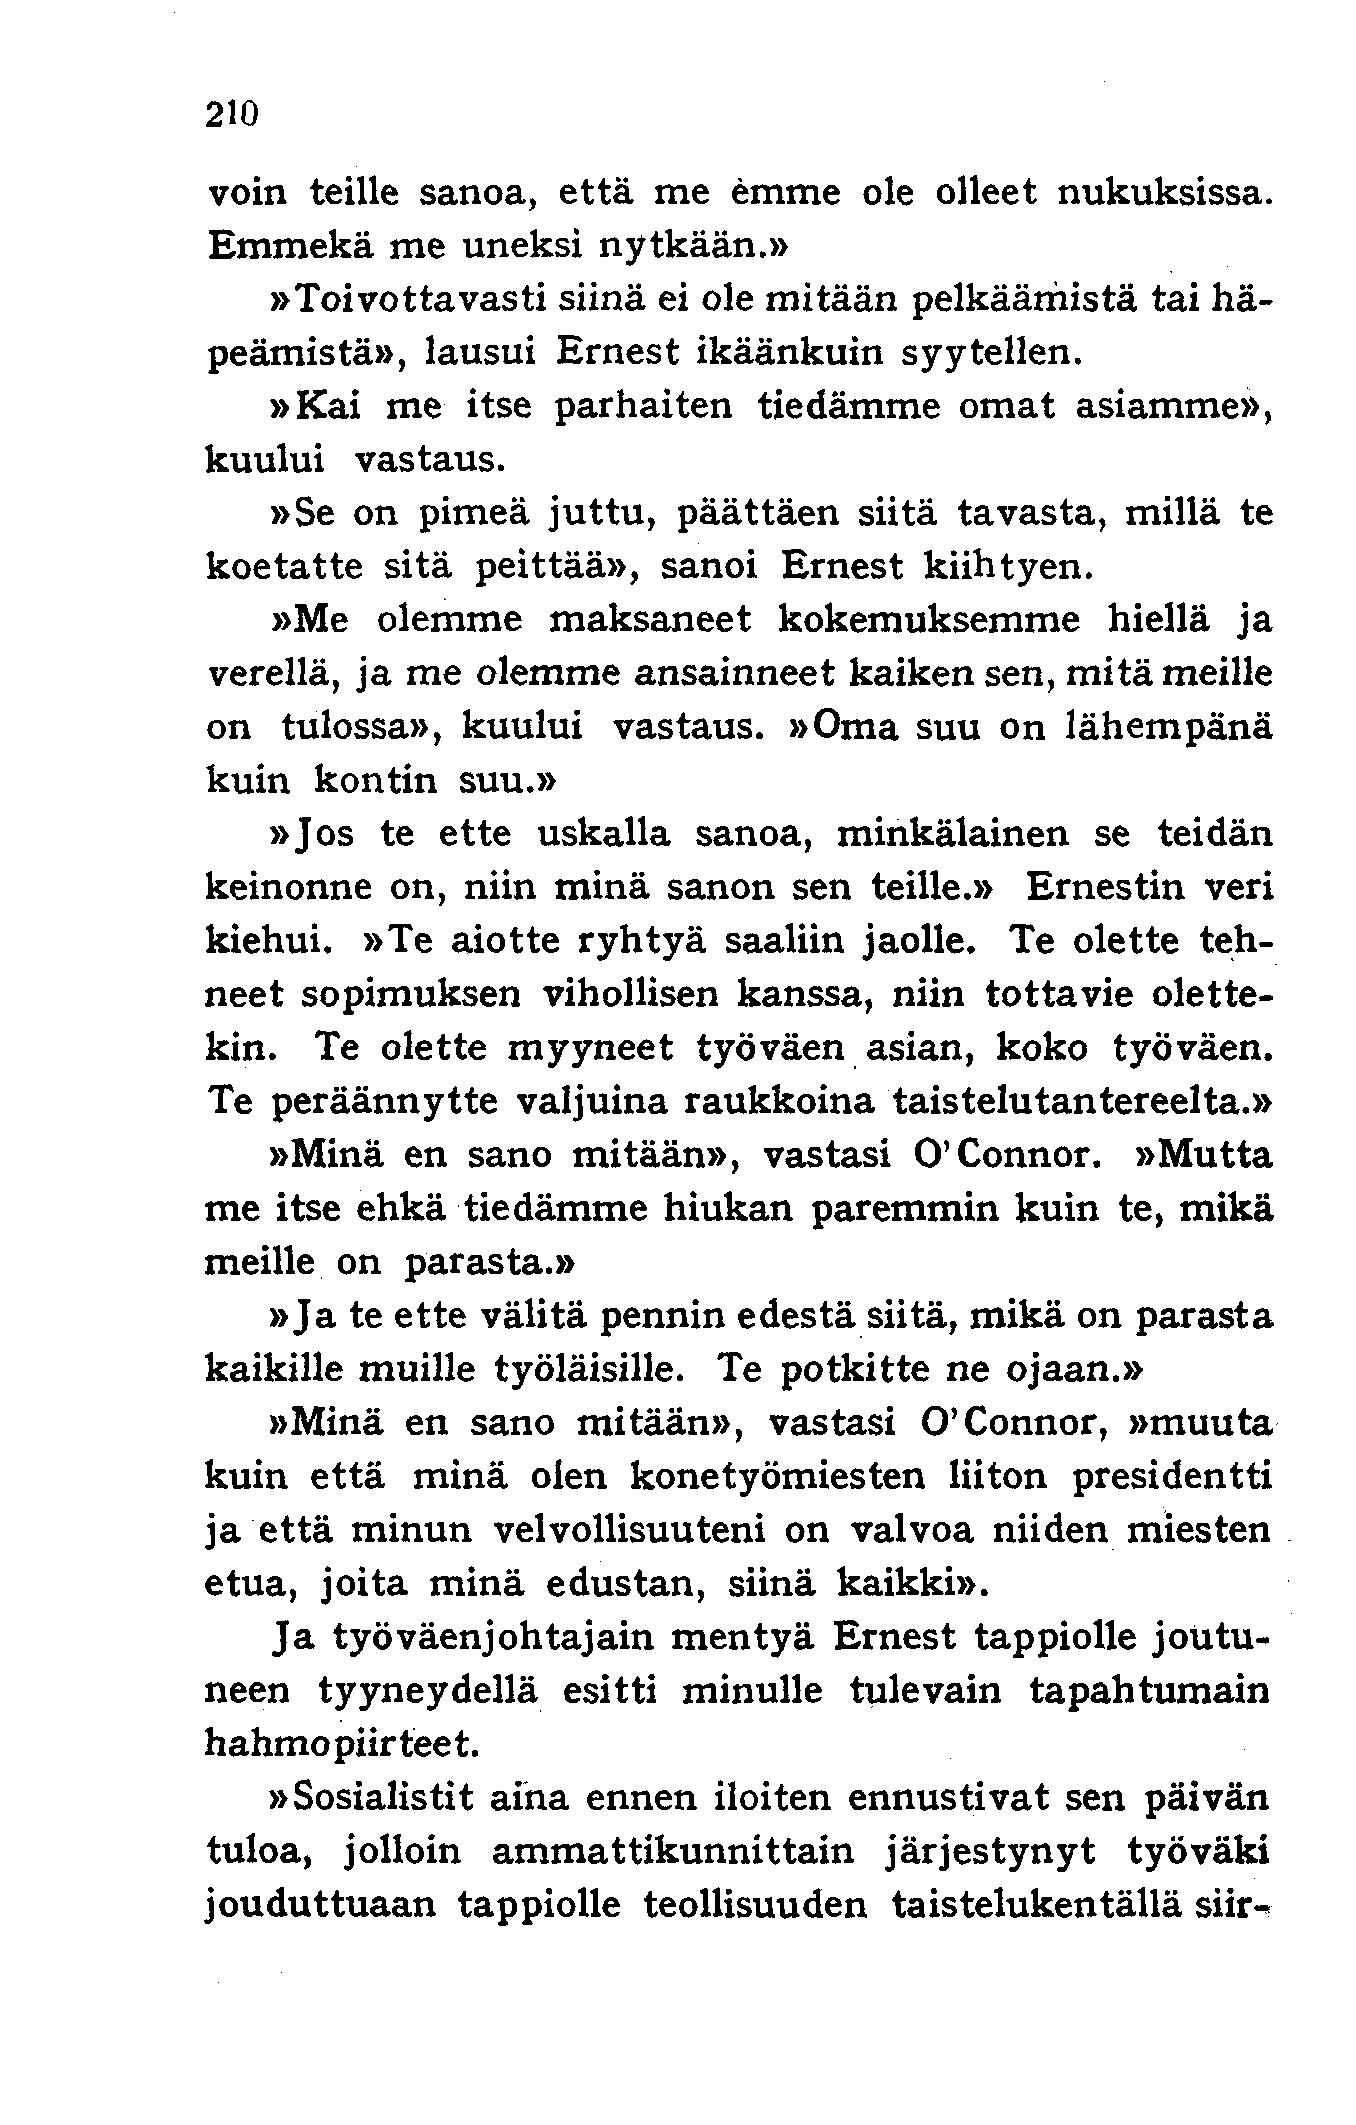 210
voin teille sanoa, että me emme ole olleet nukuksissa.
Emmekä me uneksi nytkään.»
»Toivottavasti siinä ei ole mitään pelkäämistä tai hä-
peämistä», lausui Ernest ikäänkuin syytellen.
»Kai me itse parhaiten tiedämme omat asiamme»,
kuului vastaus.
»Se on pimeä juttu, päättäen siitä tavasta, millä te
koetatte sitä peittää», sanoi Ernest kiihtyen.
»Me olemme maksaneet kokemuksemme hiellä ja
verellä, ja me olemme ansainneet kaiken sen, mitä meille
on tulossa», kuului vastaus. »Oma suu on lähempänä
kuin kontin suu.»
»Jos te ette uskalla sanoa, minkälainen se teidän
keinonne on, niin minä sanon sen teille.» Ernestin veri
kiehui. »Te aiotte ryhtyä saaliin jaolle. Te olette teh-
neet sopimuksen vihollisen kanssa, niin tottavie olette-
kin. Te olette myyneet työväen asian, koko työväen.
Te peräännytte valjuina raukkoina taistelutantereelta.»
»Minä en sano mitään», vastasi O'Connor. »Mutta
me itse ehkä tiedämme hiukan paremmin kuin te, mikä
meille on parasta.»
»Ja te ette välitä pennin edestä siitä, mikä on parasta
kaikille muille työläisille. Te potkitte ne ojaan.»
»Minä en sano mitään», vastasi O'Connor, »muuta
kuin että minä olen konetyömiesten liiton presidentti
ja että minun velvollisuuteni on valvoa niiden miesten
etua, joita minä edustan, siinä kaikki».
Ja työväenjohtajain mentyä Ernest tappiolle joutu-
neen tyyneydellä esitti minulle tulevain tapahtumain
hahmopiirteet.
»Sosialistit aina ennen iloiten ennustivat sen päivän
tuloa, jolloin ammattikunnittain järjestynyt työväki
jouduttuaan tappiolle teollisuuden taistelukentällä siir-